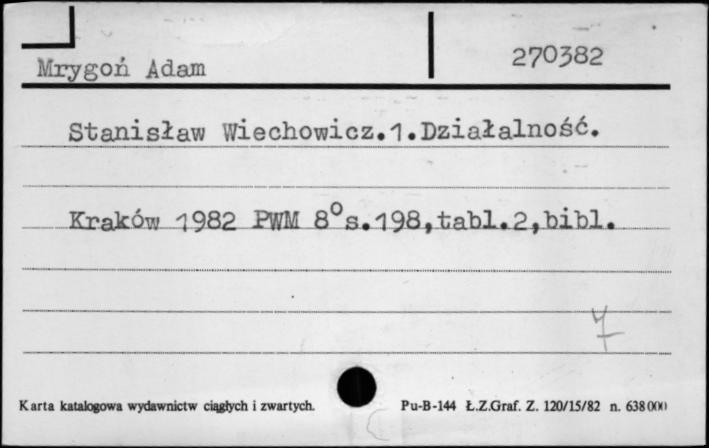 Mrygoń Adam 270382
Stanisław Wiechowicz.1.Działalność.
Kraków 1982 PWM 8°s.198,tabl.2,bibl.
7
Karta katalogowa wydawnictw ciągłych i zwartych. Pu-B-144 Ł.Z.Graf. Z. 120/15/82 n. 638000